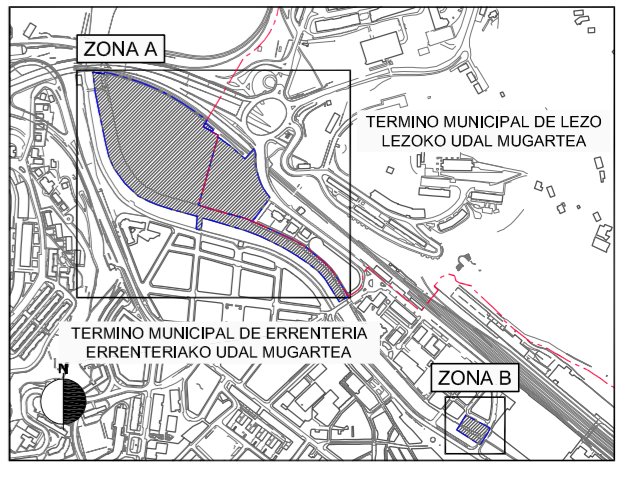 ZONA A
TERMINO MUNICIPAL DE LEZO
LEZOKO UDAL MUGARTEA
TERMINO MUNICIPAL DE ERRENTERIA
ERRENTERIAKO UDAL MUGARTEA
N
ZONA B